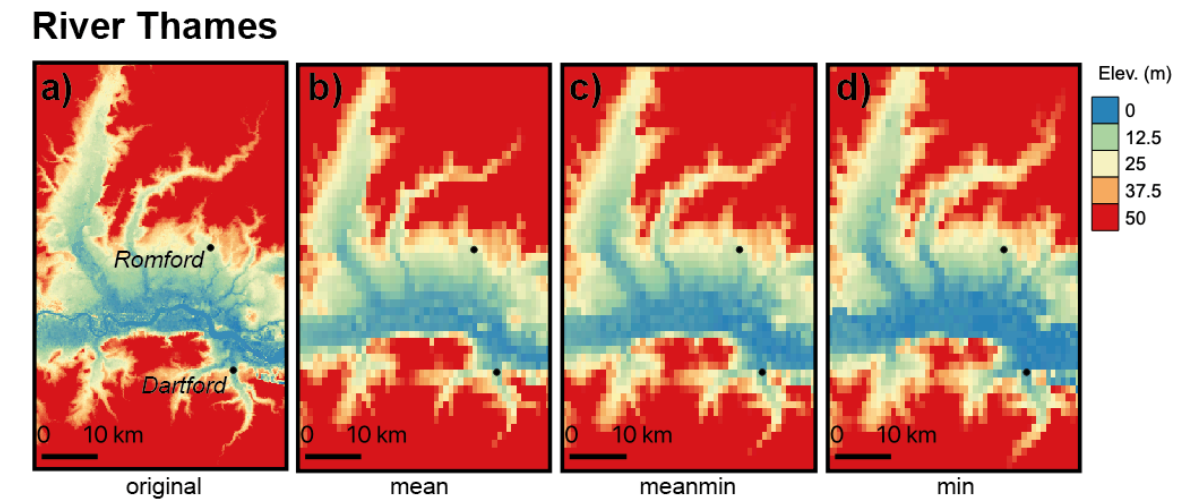 River Thames
a)
b)
c)
d)
Elev. (m)
0
12.5
25
37.5
50
Romford
Dartford
0 10 km
0 10 km
0 10 km
0 10 km
original
mean
meanmin
min